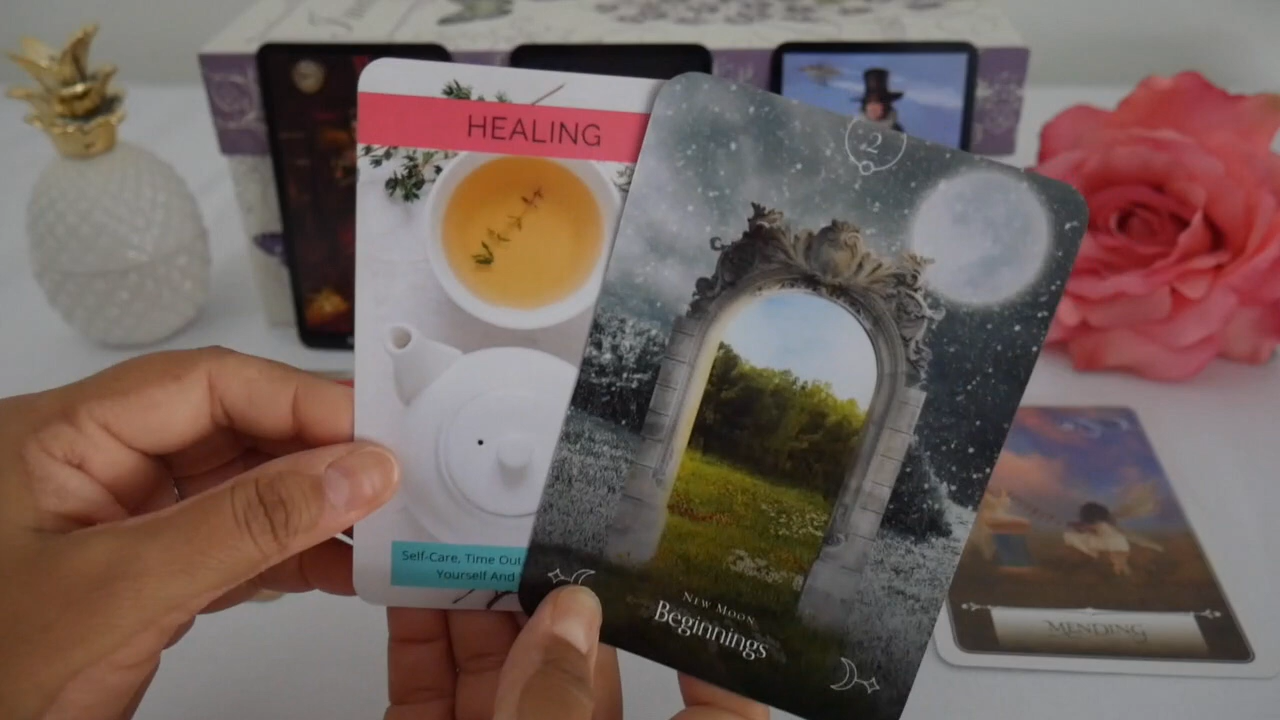 HEALING
2
Self-Care, Time Out
Yourself And
New Moon
Beginnings
MENDING